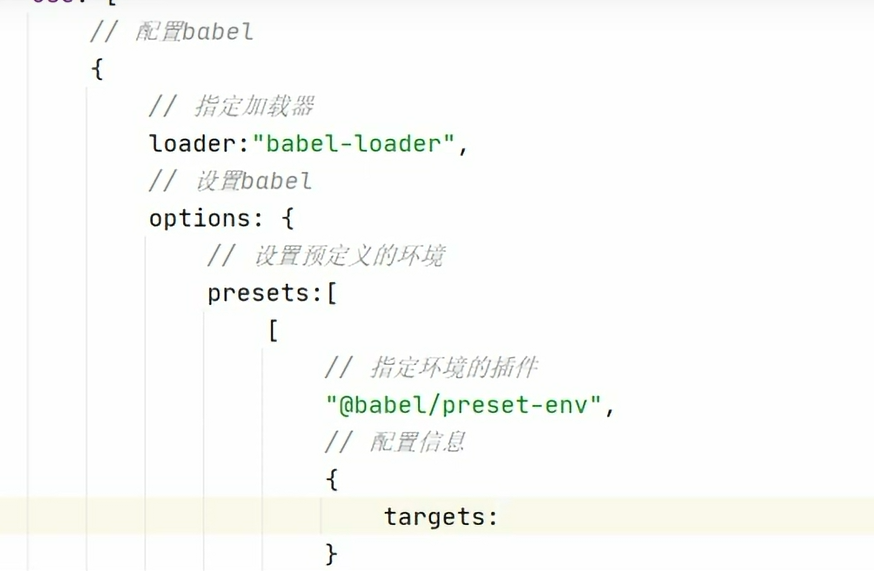 // 配置babel
{
// 指定加载器
loader:"babel-loader",
// 设置babel
options: {
// 设置预定义的环境
presets:[
[
// 指定环境的插件
"@babel/preset-env",
// 配置信息
{
targets:
}